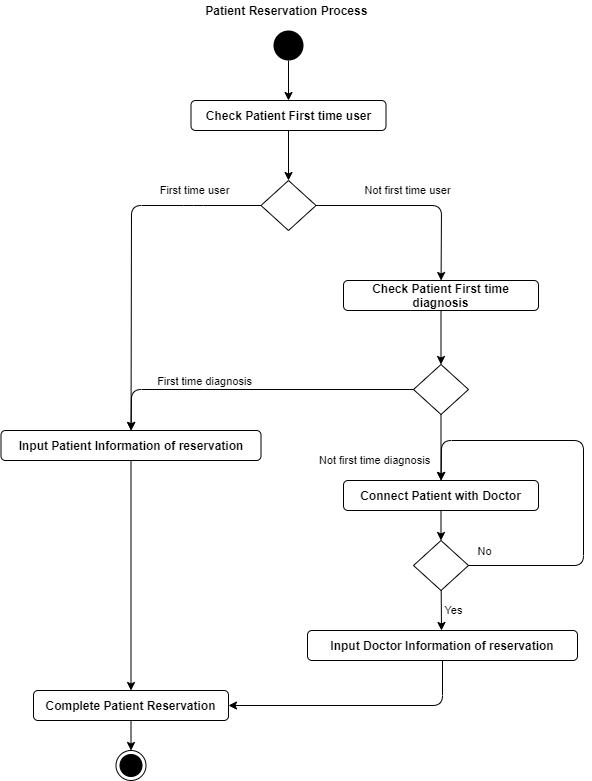 Patient Reservation Process
Check Patient First time user
First time user
Not first time user
Check Patient First time
diagnosis
First time diagnosis
Input Patient Information of reservation
Not first time diagnosis
Connect Patient with Doctor
No
Yes
Input Doctor Information of reservation
Complete Patient Reservation